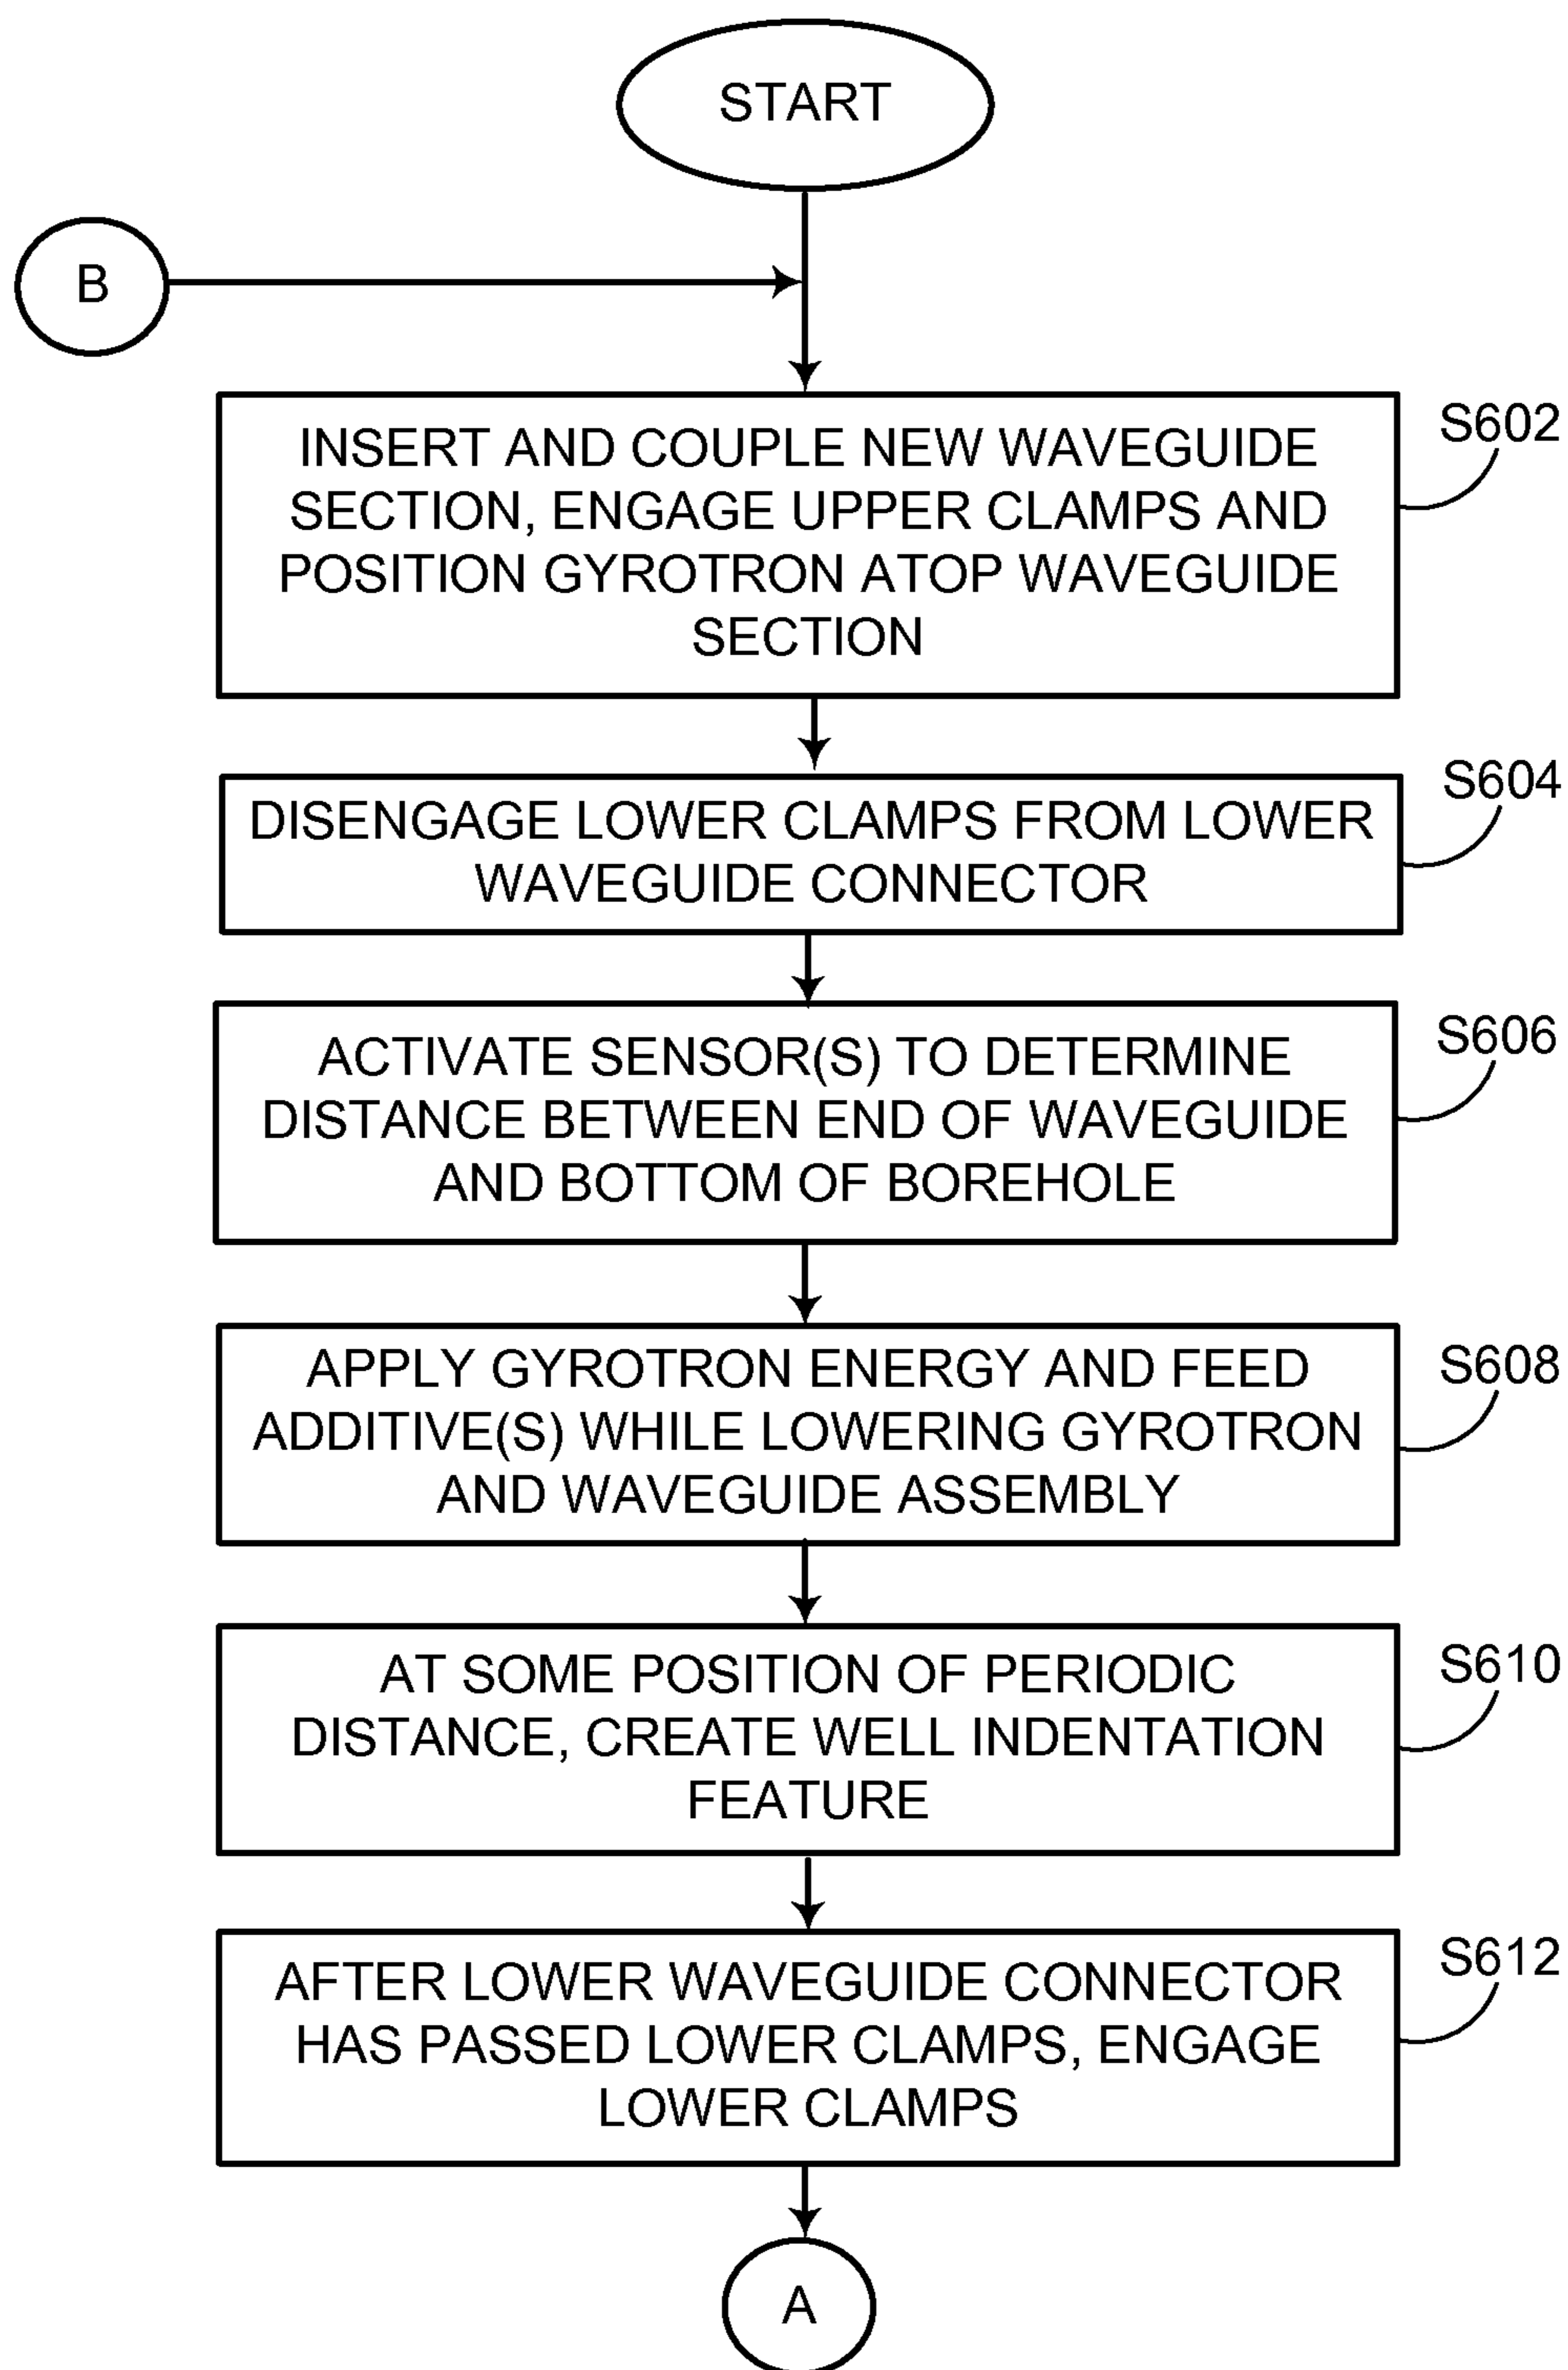 START
B
INSERT AND COUPLE NEW WAVEGUIDE
SECTION, ENGAGE UPPER CLAMPS AND
POSITION GYROTRON ATOP WAVEGUIDE
SECTION
S602
DISENGAGE LOWER CLAMPS FROM LOWER
WAVEGUIDE CONNECTOR
S604
ACTIVATE SENSOR(S) TO DETERMINE
DISTANCE BETWEEN END OF WAVEGUIDE
AND BOTTOM OF BOREHOLE
S606
APPLY GYROTRON ENERGY AND FEED
ADDITIVE(S) WHILE LOWERING GYROTRON
AND WAVEGUIDE ASSEMBLY
S608
AT SOME POSITION OF PERIODIC
DISTANCE, CREATE WELL INDENTATION
FEATURE
S610
AFTER LOWER WAVEGUIDE CONNECTOR
HAS PASSED LOWER CLAMPS, ENGAGE
LOWER CLAMPS
S612
A